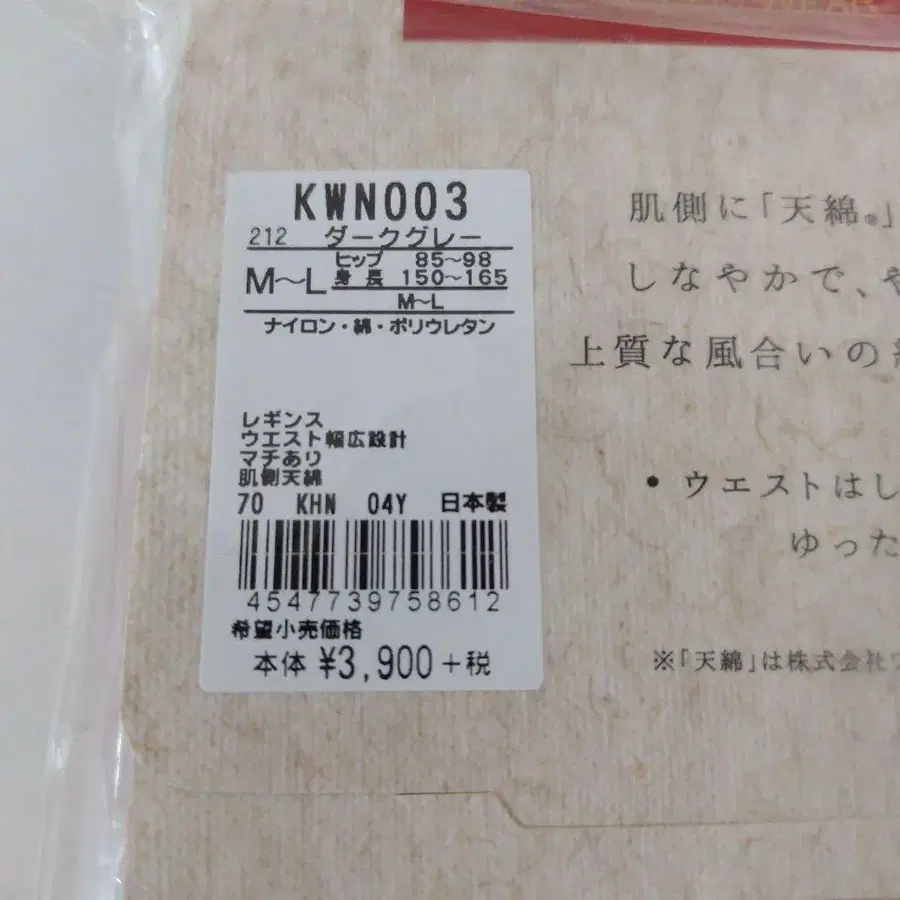 WEAR
KWN003
212 ダークグレー
M～L ヒップ 85～98
身長 150～165
M～L
ナイロン・綿・ポリウレタン
レギンス
ウエスト幅広設計
マチあり
肌側天綿
70 KHN 04Y 日本製
4547739758612
希望小売価格
本体 ¥3,900+税
肌側に「天綿®」
しなやかで、や
上質な風合いの
• ウエストはし
ゆった
※「天綿」は株式会社ワ